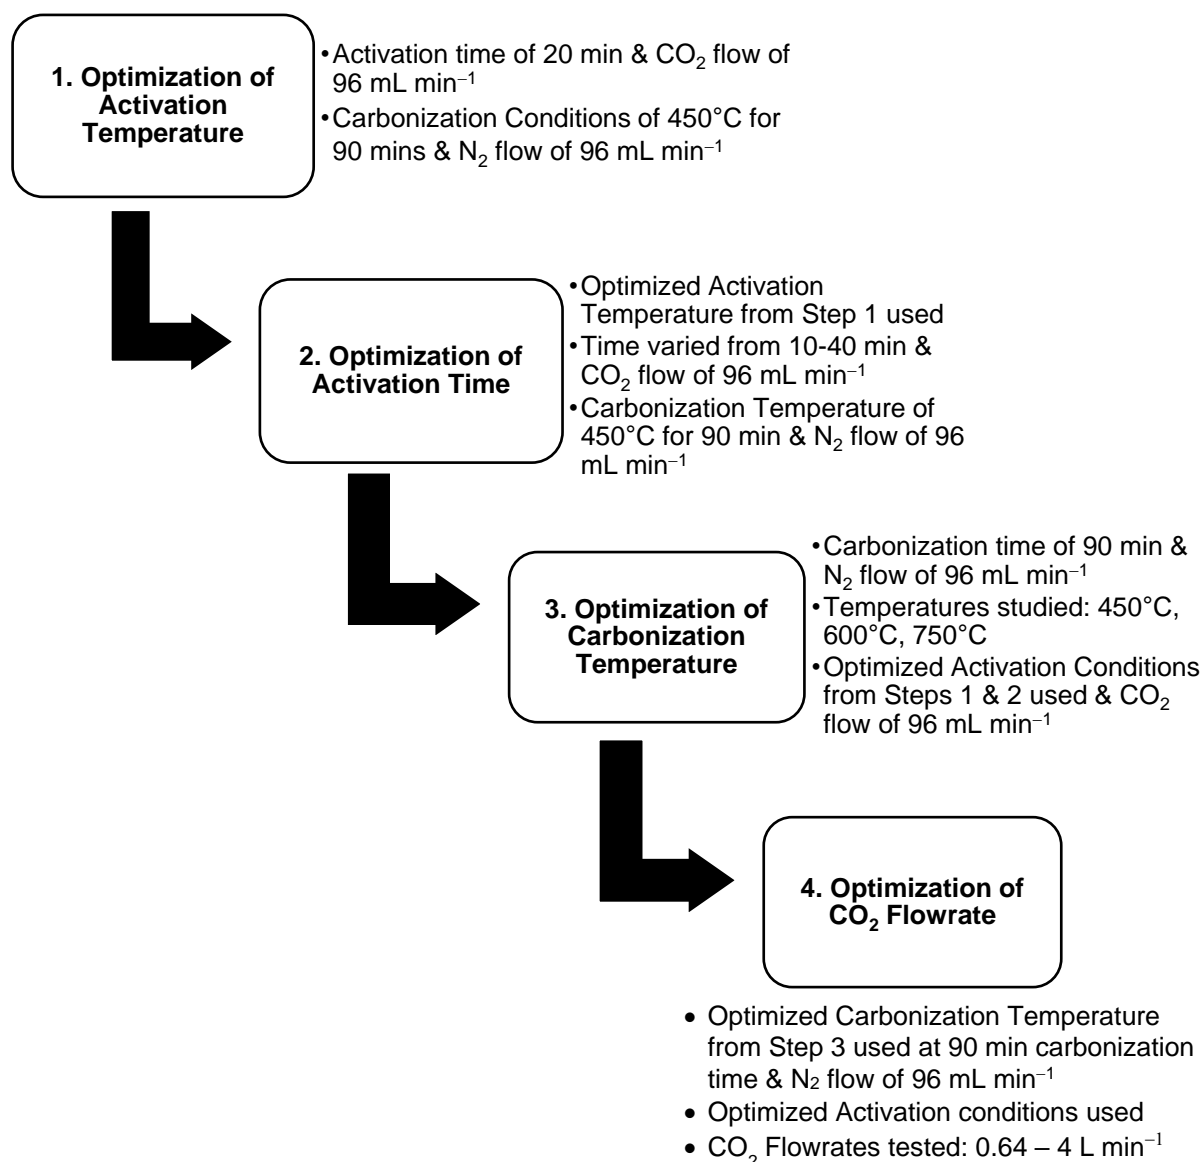 1. Optimization of
Activation
Temperature
•Activation time of 20 min & CO₂ flow of
96 mL min⁻¹
•Carbonization Conditions of 450°C for
90 mins & N₂ flow of 96 mL min⁻¹
2. Optimization of
Activation Time
•Optimized Activation
Temperature from Step 1 used
•Time varied from 10-40 min &
CO₂ flow of 96 mL min⁻¹
•Carbonization Temperature of
450°C for 90 min & N₂ flow of 96
mL min⁻¹
3. Optimization of
Carbonization
Temperature
•Carbonization time of 90 min &
N₂ flow of 96 mL min⁻¹
•Temperatures studied: 450°C,
600°C, 750°C
•Optimized Activation Conditions
from Steps 1 & 2 used & CO₂
flow of 96 mL min⁻¹
4. Optimization of
CO₂ Flowrate
• Optimized Carbonization Temperature
from Step 3 used at 90 min carbonization
time & N₂ flow of 96 mL min⁻¹
• Optimized Activation conditions used
• CO₂ Flowrates tested: 0.64 – 4 L min⁻¹